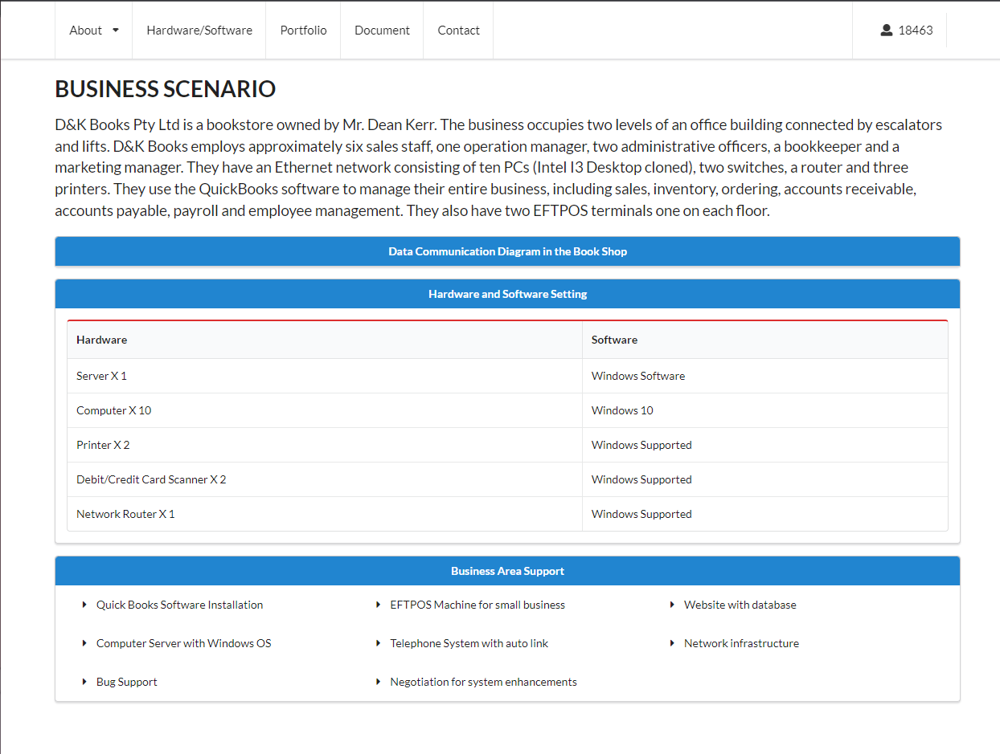 About Hardware/Software Portfolio Document Contact 18463
BUSINESS SCENARIO
D&K Books Pty Ltd is a bookstore owned by Mr. Dean Kerr. The business occupies two levels of an office building connected by escalators
and lifts. D&K Books employs approximately six sales staff, one operation manager, two administrative officers, a bookkeeper and a
marketing manager. They have an Ethernet network consisting of ten PCs (Intel I3 Desktop cloned), two switches, a router and three
printers. They use the QuickBooks software to manage their entire business, including sales, inventory, ordering, accounts receivable,
accounts payable, payroll and employee management. They also have two EFTPOS terminals one on each floor.
Data Communication Diagram in the Book Shop
Hardware and Software Setting
Hardware Software
Server X 1 Windows Software
Computer X 10 Windows 10
Printer X 2 Windows Supported
Debit/Credit Card Scanner X 2 Windows Supported
Network Router X 1 Windows Supported
Business Area Support
Quick Books Software Installation EFTPOS Machine for small business Website with database
Computer Server with Windows OS Telephone System with auto link Network infrastructure
Bug Support Negotiation for system enhancements